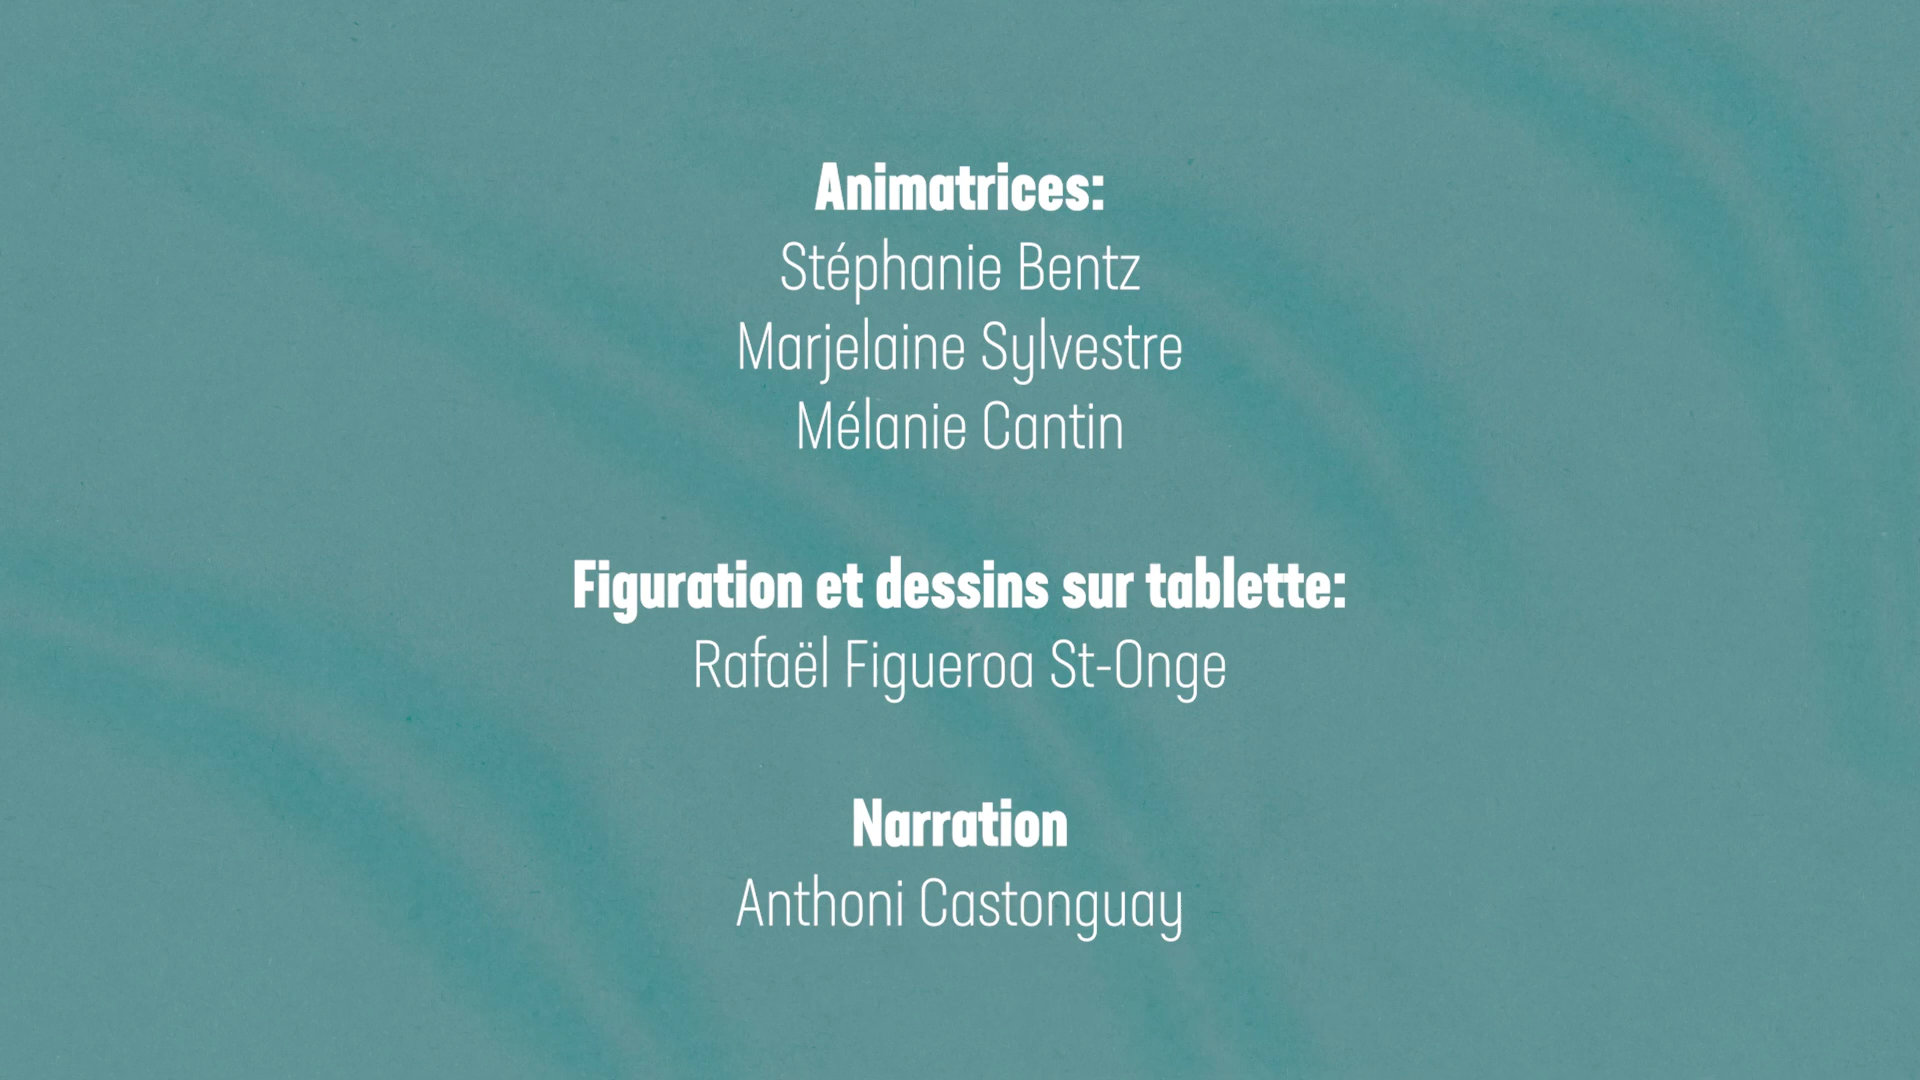 Animatrices:
Stéphanie Bentz
Marjelaine Sylvestre
Mélanie Cantin
Figuration et dessins sur tablette:
Rafaël Figueroa St-Onge
Narration
Anthoni Castonguay